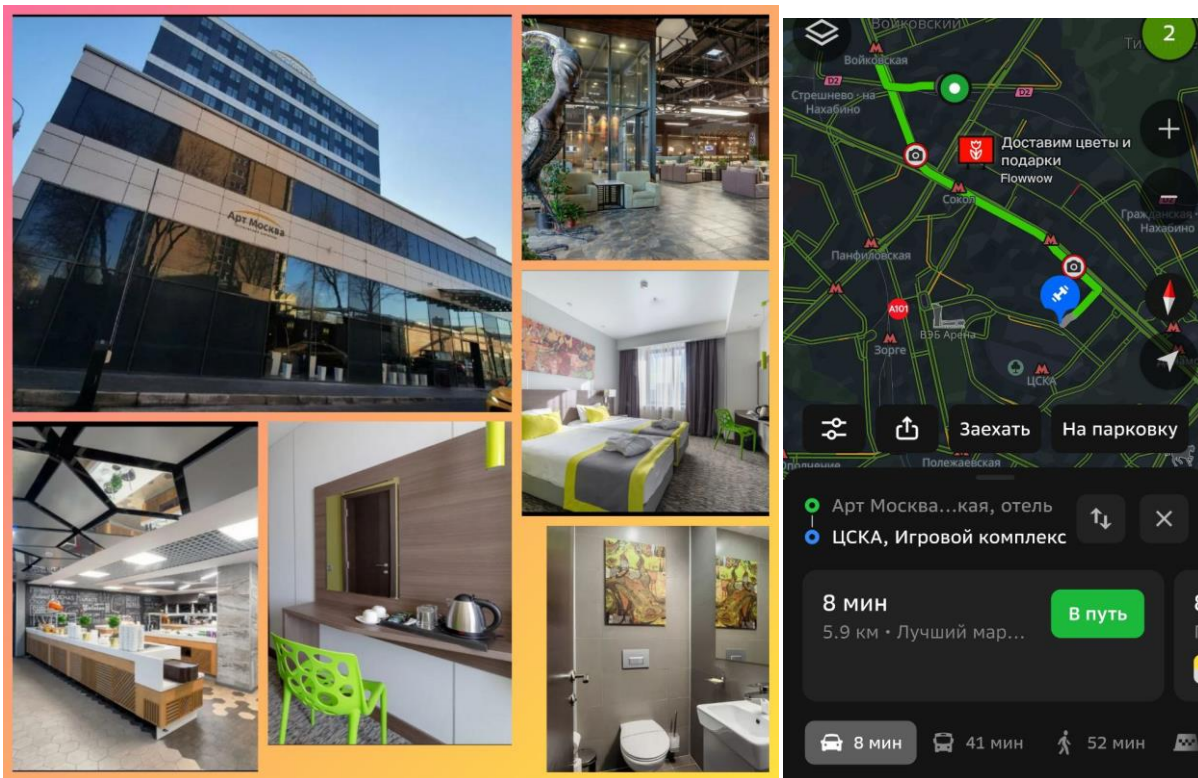 Арт Москва
Войковский
2
Войковская
D2
Стрешнево · на
Нахабино
D2
Доставим цветы и
подарки
Flowwow
Сокол
Гражданская ·
Нахабино
Панфиловская
A101
ВЭБ Арена
Зорге
ЦСКА
Заехать
На парковку
Полежаевская
Арт Москва...кая, отель
ЦСКА, Игровой комплекс
8 мин
5.9 км • Лучший мар...
В путь
8 мин
41 мин
52 мин